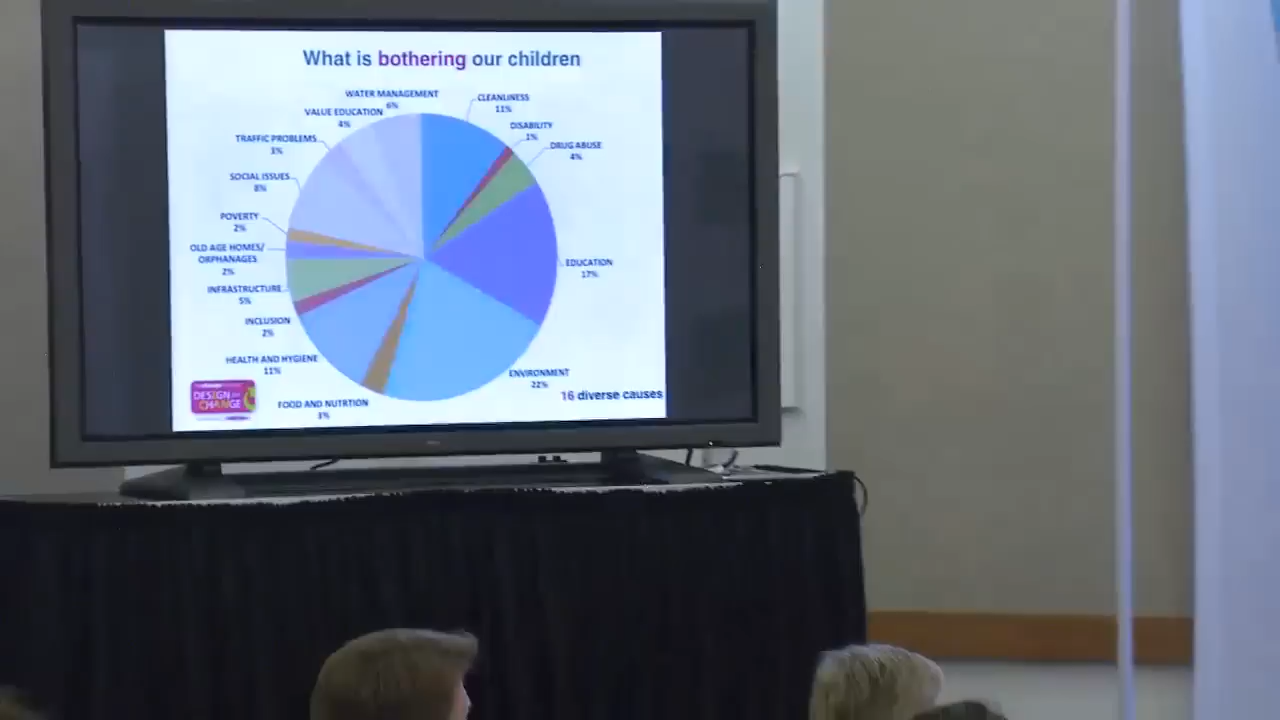 What is bothering our children
WATER MANAGEMENT
6%
CLEANLINESS
11%
VALUE EDUCATION
4%
DISABILITY
1%
TRAFFIC PROBLEMS
3%
DRUG ABUSE
4%
SOCIAL ISSUES
8%
POVERTY
2%
OLD AGE HOMES/
ORPHANAGES
2%
EDUCATION
17%
INFRASTRUCTURE
5%
INCLUSION
2%
HEALTH AND HYGIENE
11%
ENVIRONMENT
22%
FOOD AND NUTRTION
3%
16 diverse causes
DESIGN for
CHANGE